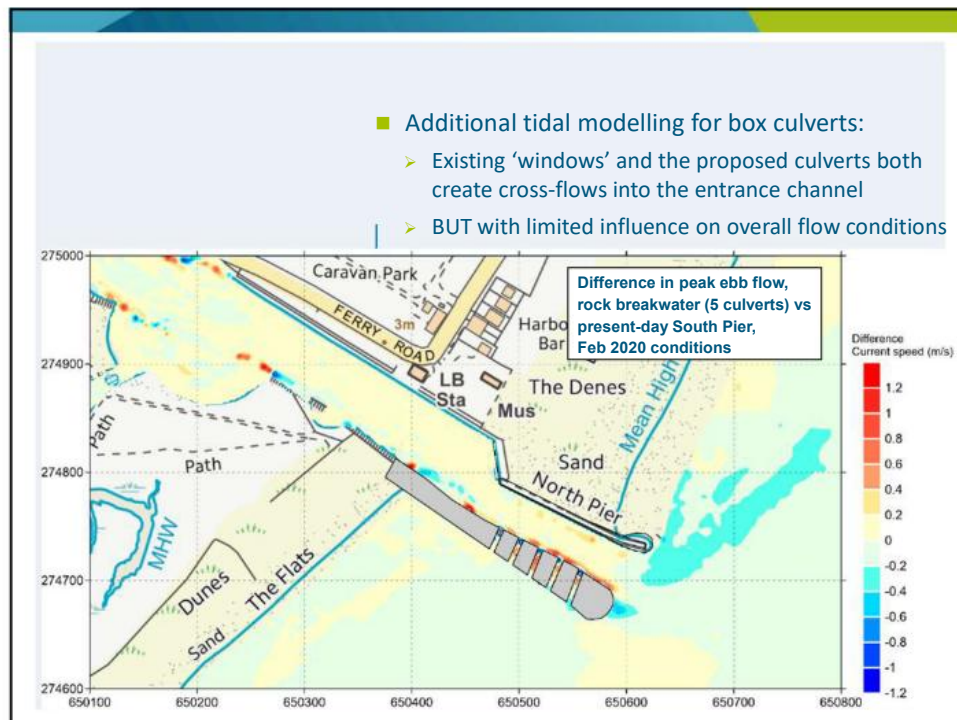 ■ Additional tidal modelling for box culverts:
➢ Existing ‘windows’ and the proposed culverts both
create cross-flows into the entrance channel
➢ BUT with limited influence on overall flow conditions
275000
274900
274800
274700
274600
650100
650200
650300
650400
650500
650600
650700
650800
Caravan Park
FERRY ROAD
3m
LB
Sta
Mus
Harbo
Bar
The Denes
Mean High
Sand
North Pier
Path
Path
MHW
Dunes
The Flats
Sand
Difference in peak ebb flow,
rock breakwater (5 culverts) vs
present-day South Pier,
Feb 2020 conditions
Difference
Current speed (m/s)
1.2
1
0.8
0.6
0.4
0.2
0
-0.2
-0.4
-0.6
-0.8
-1
-1.2